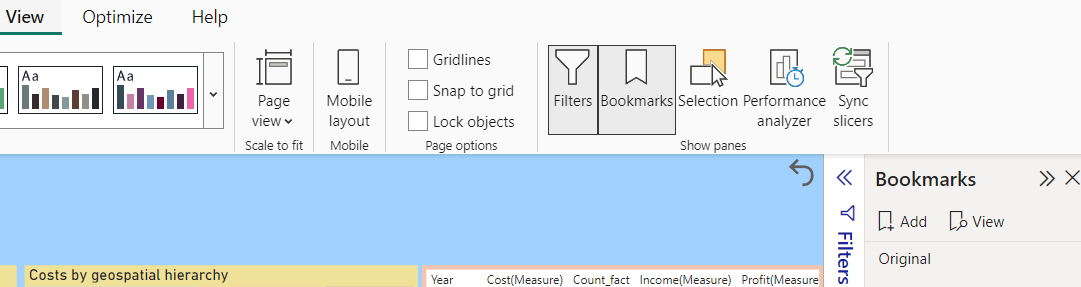 View Optimize Help
Aa Aa
Page view
Mobile layout
Gridlines
Snap to grid
Lock objects
Filters Bookmarks Selection Performance analyzer Sync slicers
Scale to fit Mobile Page options Show panes
Bookmarks
Add View
Original
Filters
Costs by geospatial hierarchy
Year Cost(Measure) Count_fact Income(Measure) Profit(Measure